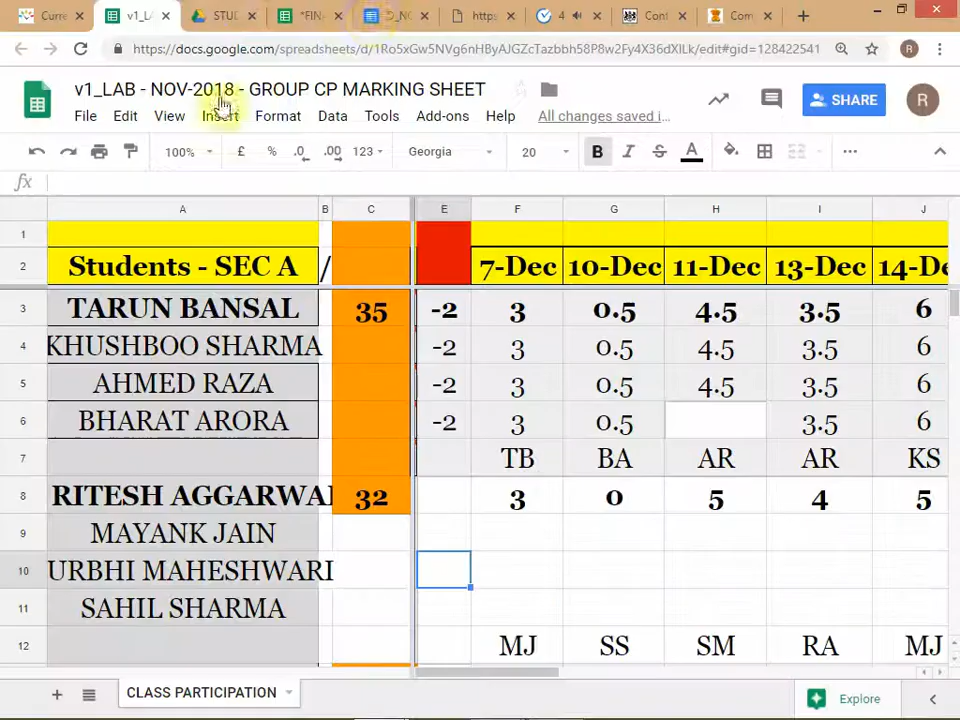 Curre
v1_L/
STU
*FIN
D_NC
https
4
Conf
Com
https://docs.google.com/spreadsheets/d/1Ro5xGw5NVg6nHByAJGZcTazbbh58P8w2Fy4X36dXILk/edit#gid=128422541
R
v1_LAB - NOV-2018 - GROUP CP MARKING SHEET
File Edit View Insert Format Data Tools Add-ons Help All changes saved i...
SHARE
R
100% £ % .0 .00 123 Georgia 20 B I S A
fx
A B C E F G H I J
1
2 Students - SEC A / 7-Dec 10-Dec 11-Dec 13-Dec 14-De
3 TARUN BANSAL 35 -2 3 0.5 4.5 3.5 6
4 KHUSHBOO SHARMA -2 3 0.5 4.5 3.5 6
5 AHMED RAZA -2 3 0.5 4.5 3.5 6
6 BHARAT ARORA -2 3 0.5 3.5 6
7 TB BA AR AR KS
8 RITESH AGGARWAL 32 3 0 5 4 5
9 MAYANK JAIN
10 URBHI MAHESHWARI
11 SAHIL SHARMA
12 MJ SS SM RA MJ
CLASS PARTICIPATION
Explore